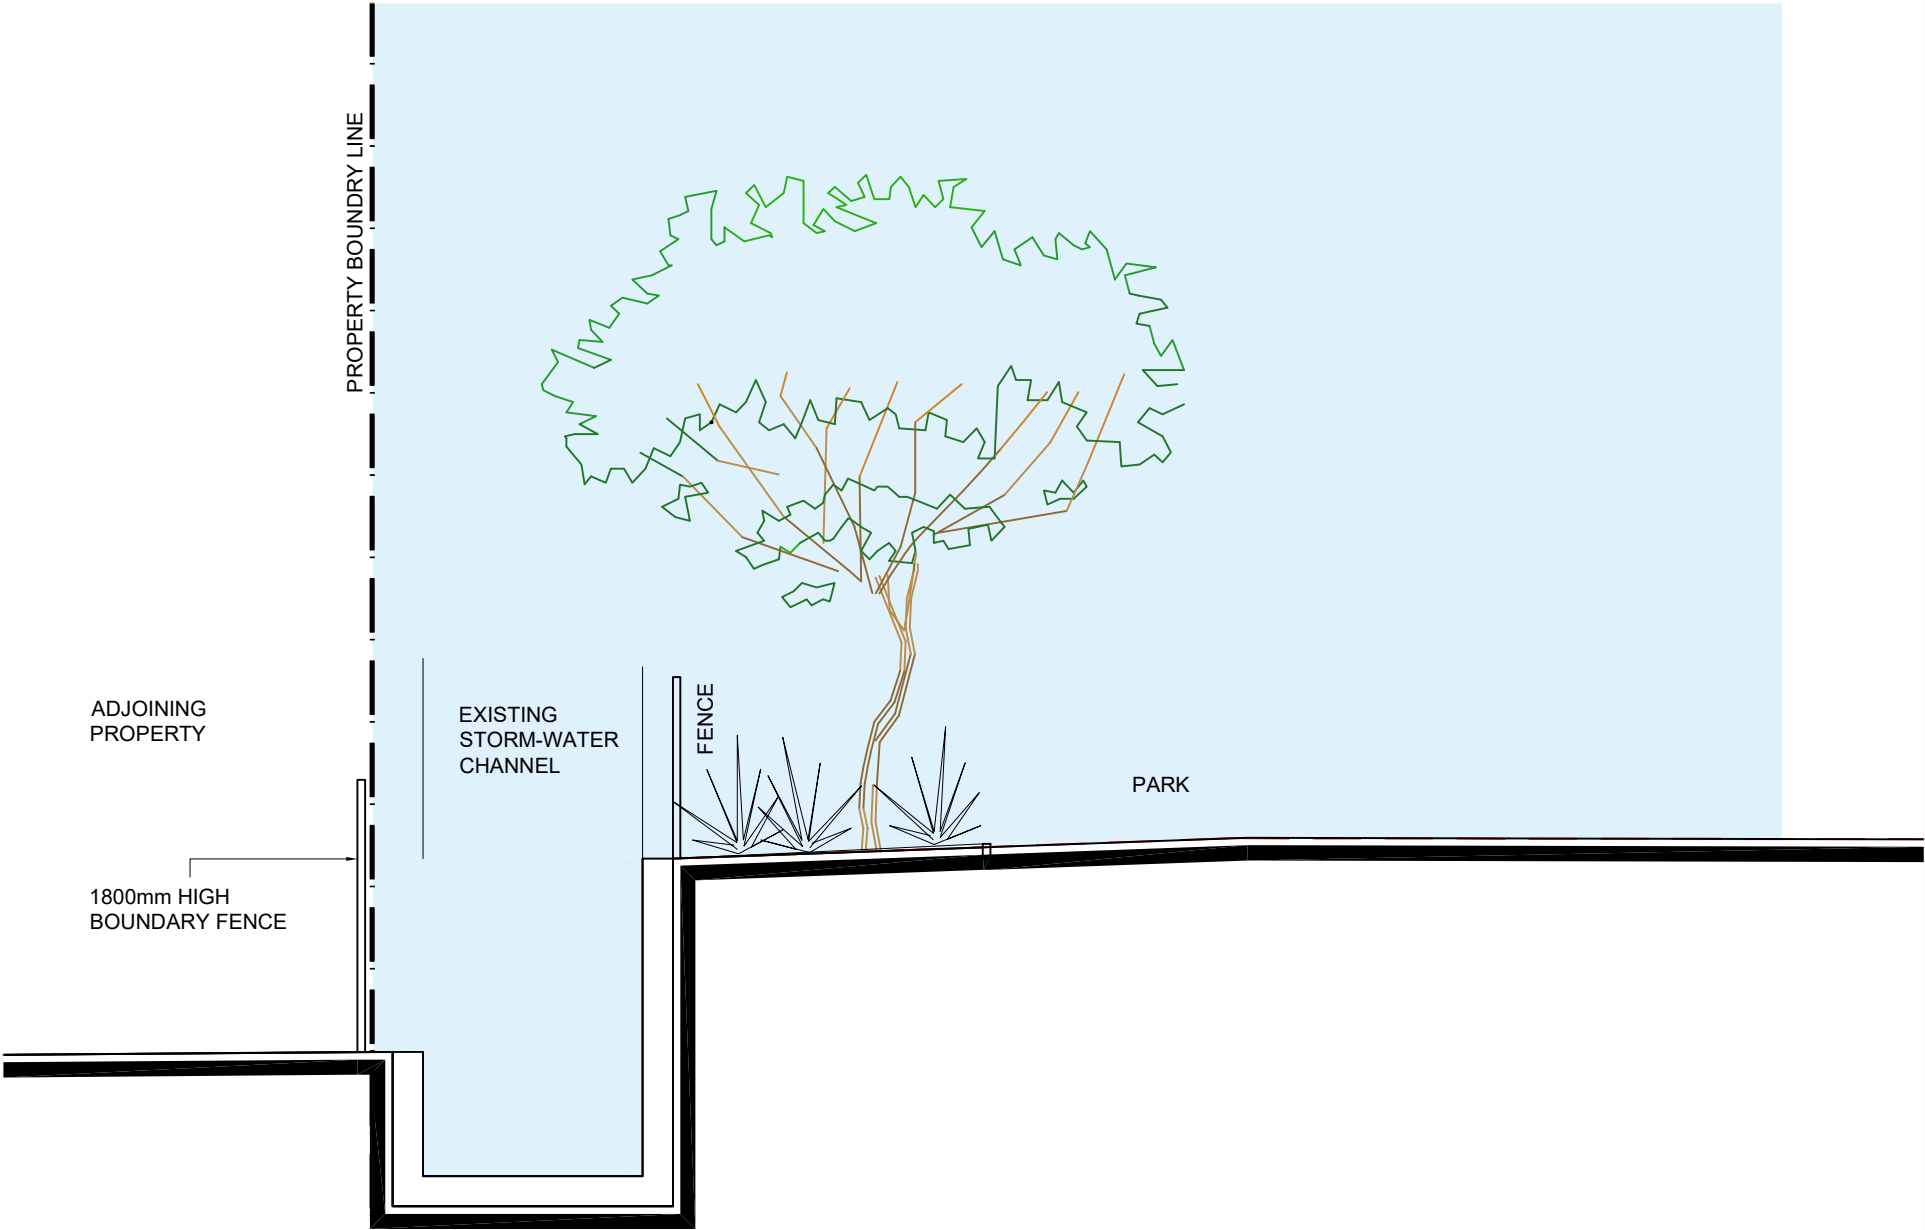 PROPERTY BOUNDRY LINE
ADJOINING
PROPERTY
EXISTING
STORM-WATER
CHANNEL
FENCE
PARK
1800mm HIGH
BOUNDARY FENCE